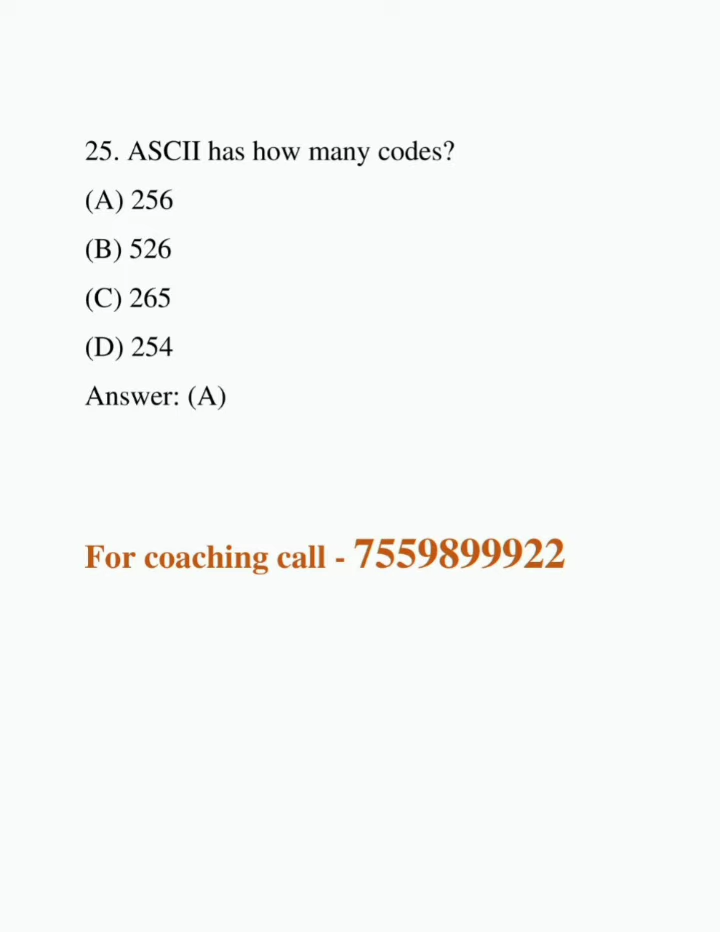 25. ASCII has how many codes?
(A) 256
(B) 526
(C) 265
(D) 254
Answer: (A)
For coaching call - 7559899922